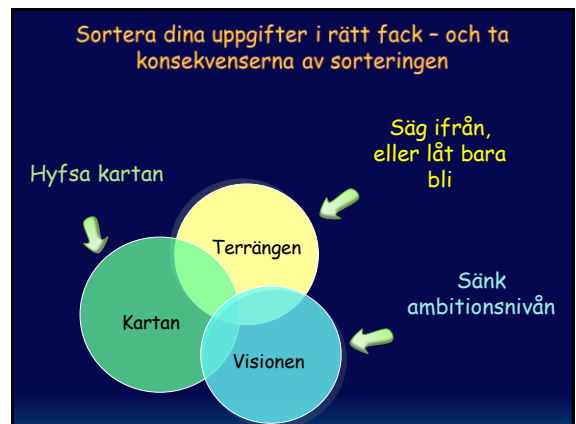 Sortera dina uppgifter i rätt fack – och ta
konsekvenserna av sorteringen
Säg ifrån,
eller låt bara
bli
Hyfsa kartan
Terrängen
Sänk
ambitionsnivån
Kartan
Visionen